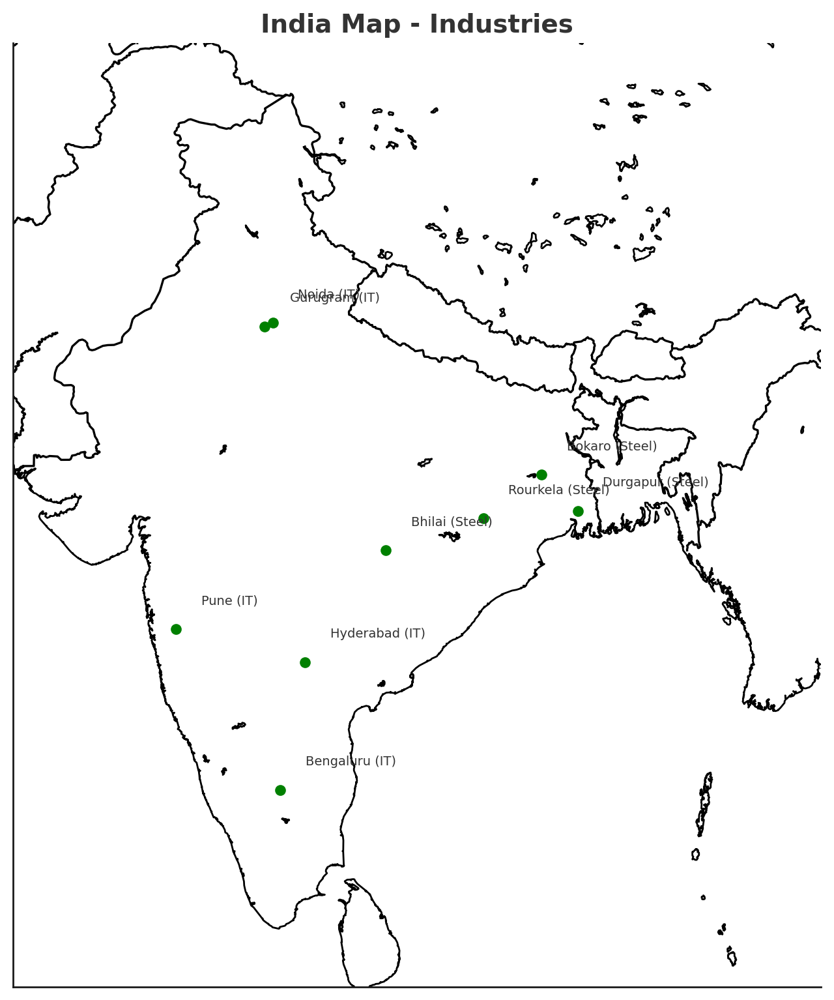 India Map - Industries
Noida (IT)
Gurugram (IT)
Bokaro (Steel)
Durgapur (Steel)
Rourkela (Steel)
Bhilai (Steel)
Pune (IT)
Hyderabad (IT)
Bengaluru (IT)